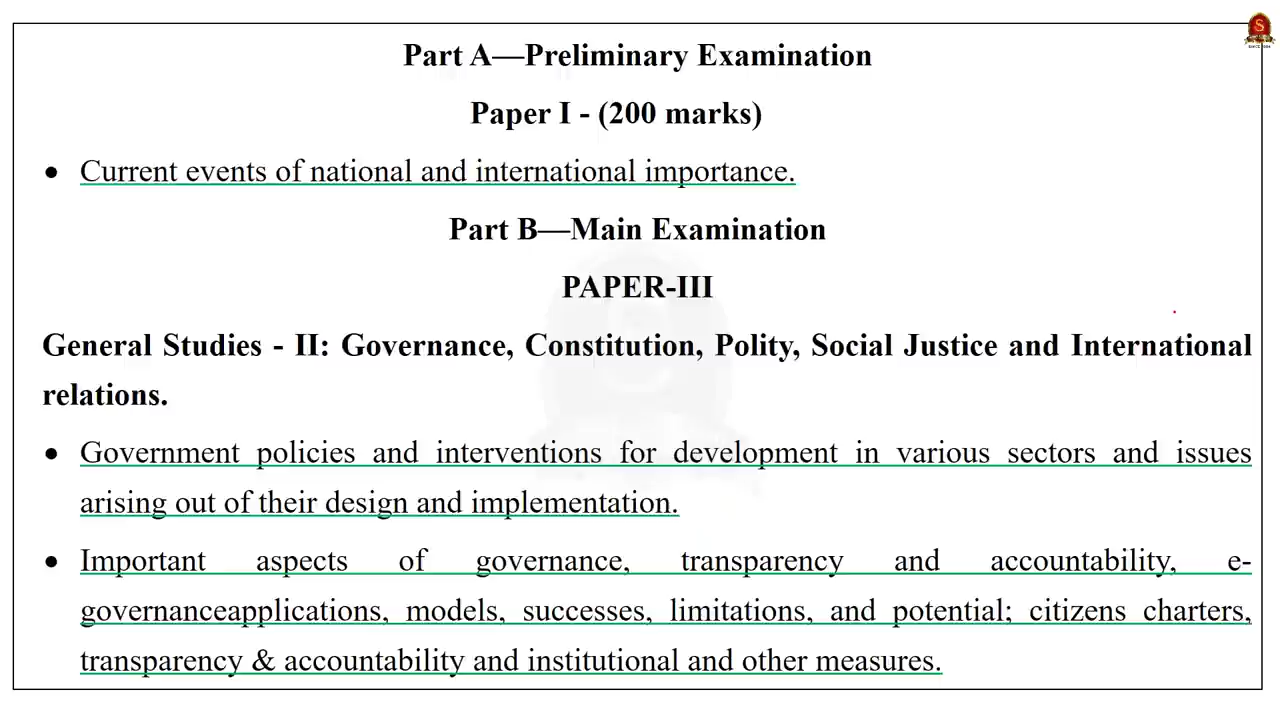 Part A—Preliminary Examination
Paper I - (200 marks)
• Current events of national and international importance.
Part B—Main Examination
PAPER-III
General Studies - II: Governance, Constitution, Polity, Social Justice and International
relations.
• Government policies and interventions for development in various sectors and issues
arising out of their design and implementation.
• Important aspects of governance, transparency and accountability, e-
governanceapplications, models, successes, limitations, and potential; citizens charters,
transparency & accountability and institutional and other measures.